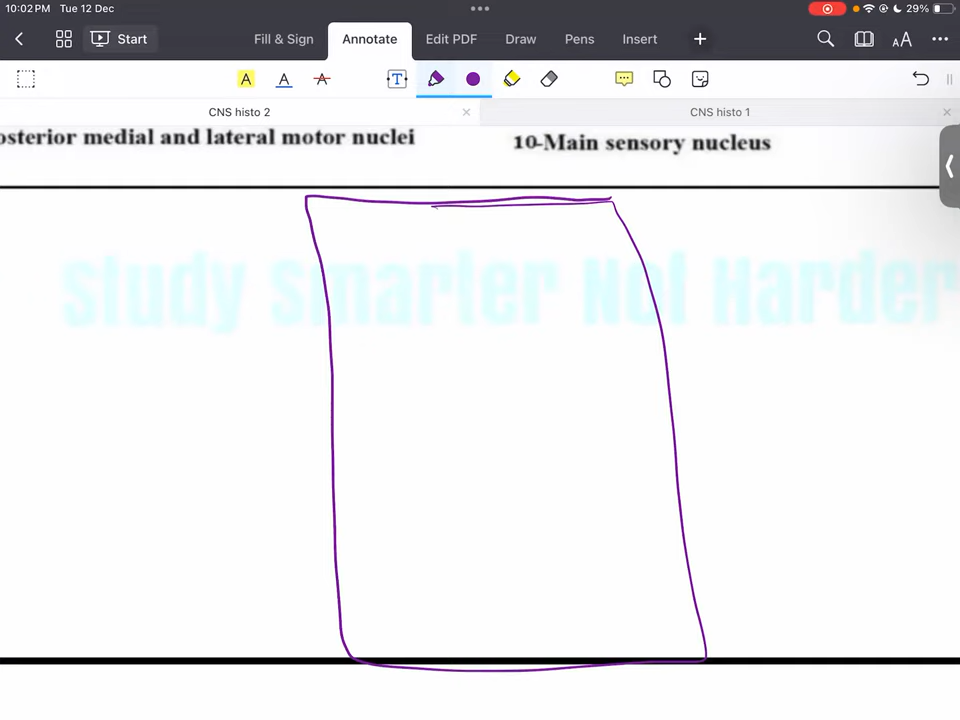 10:02 PM Tue 12 Dec 29%
Start Fill & Sign Annotate Edit PDF Draw Pens Insert AA
A A A T
CNS histo 2 CNS histo 1
osterior medial and lateral motor nuclei 10-Main sensory nucleus
Study Smarter Not Harder